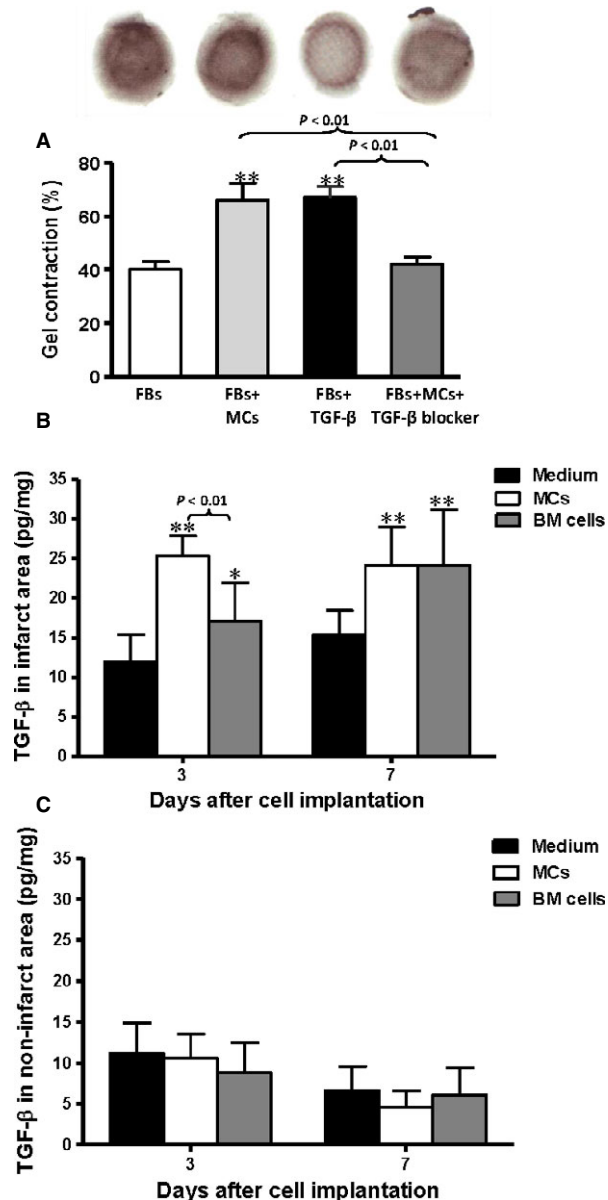 P < 0.01
A
P < 0.01
80
**
**
60
40
20
0
Gel contraction (%)
FBs
FBs+
MCs
FBs+
TGF-β
FBs+MCs+
TGF-β blocker
B
35
30
25
20
15
10
5
0
TGF-β in infarct area (pg/mg)
P < 0.01
**
*
**
**
Medium
MCs
BM cells
3
7
Days after cell implantation
C
35
30
25
20
15
10
5
0
TGF-β in non-infarct area (pg/mg)
Medium
MCs
BM cells
3
7
Days after cell implantation